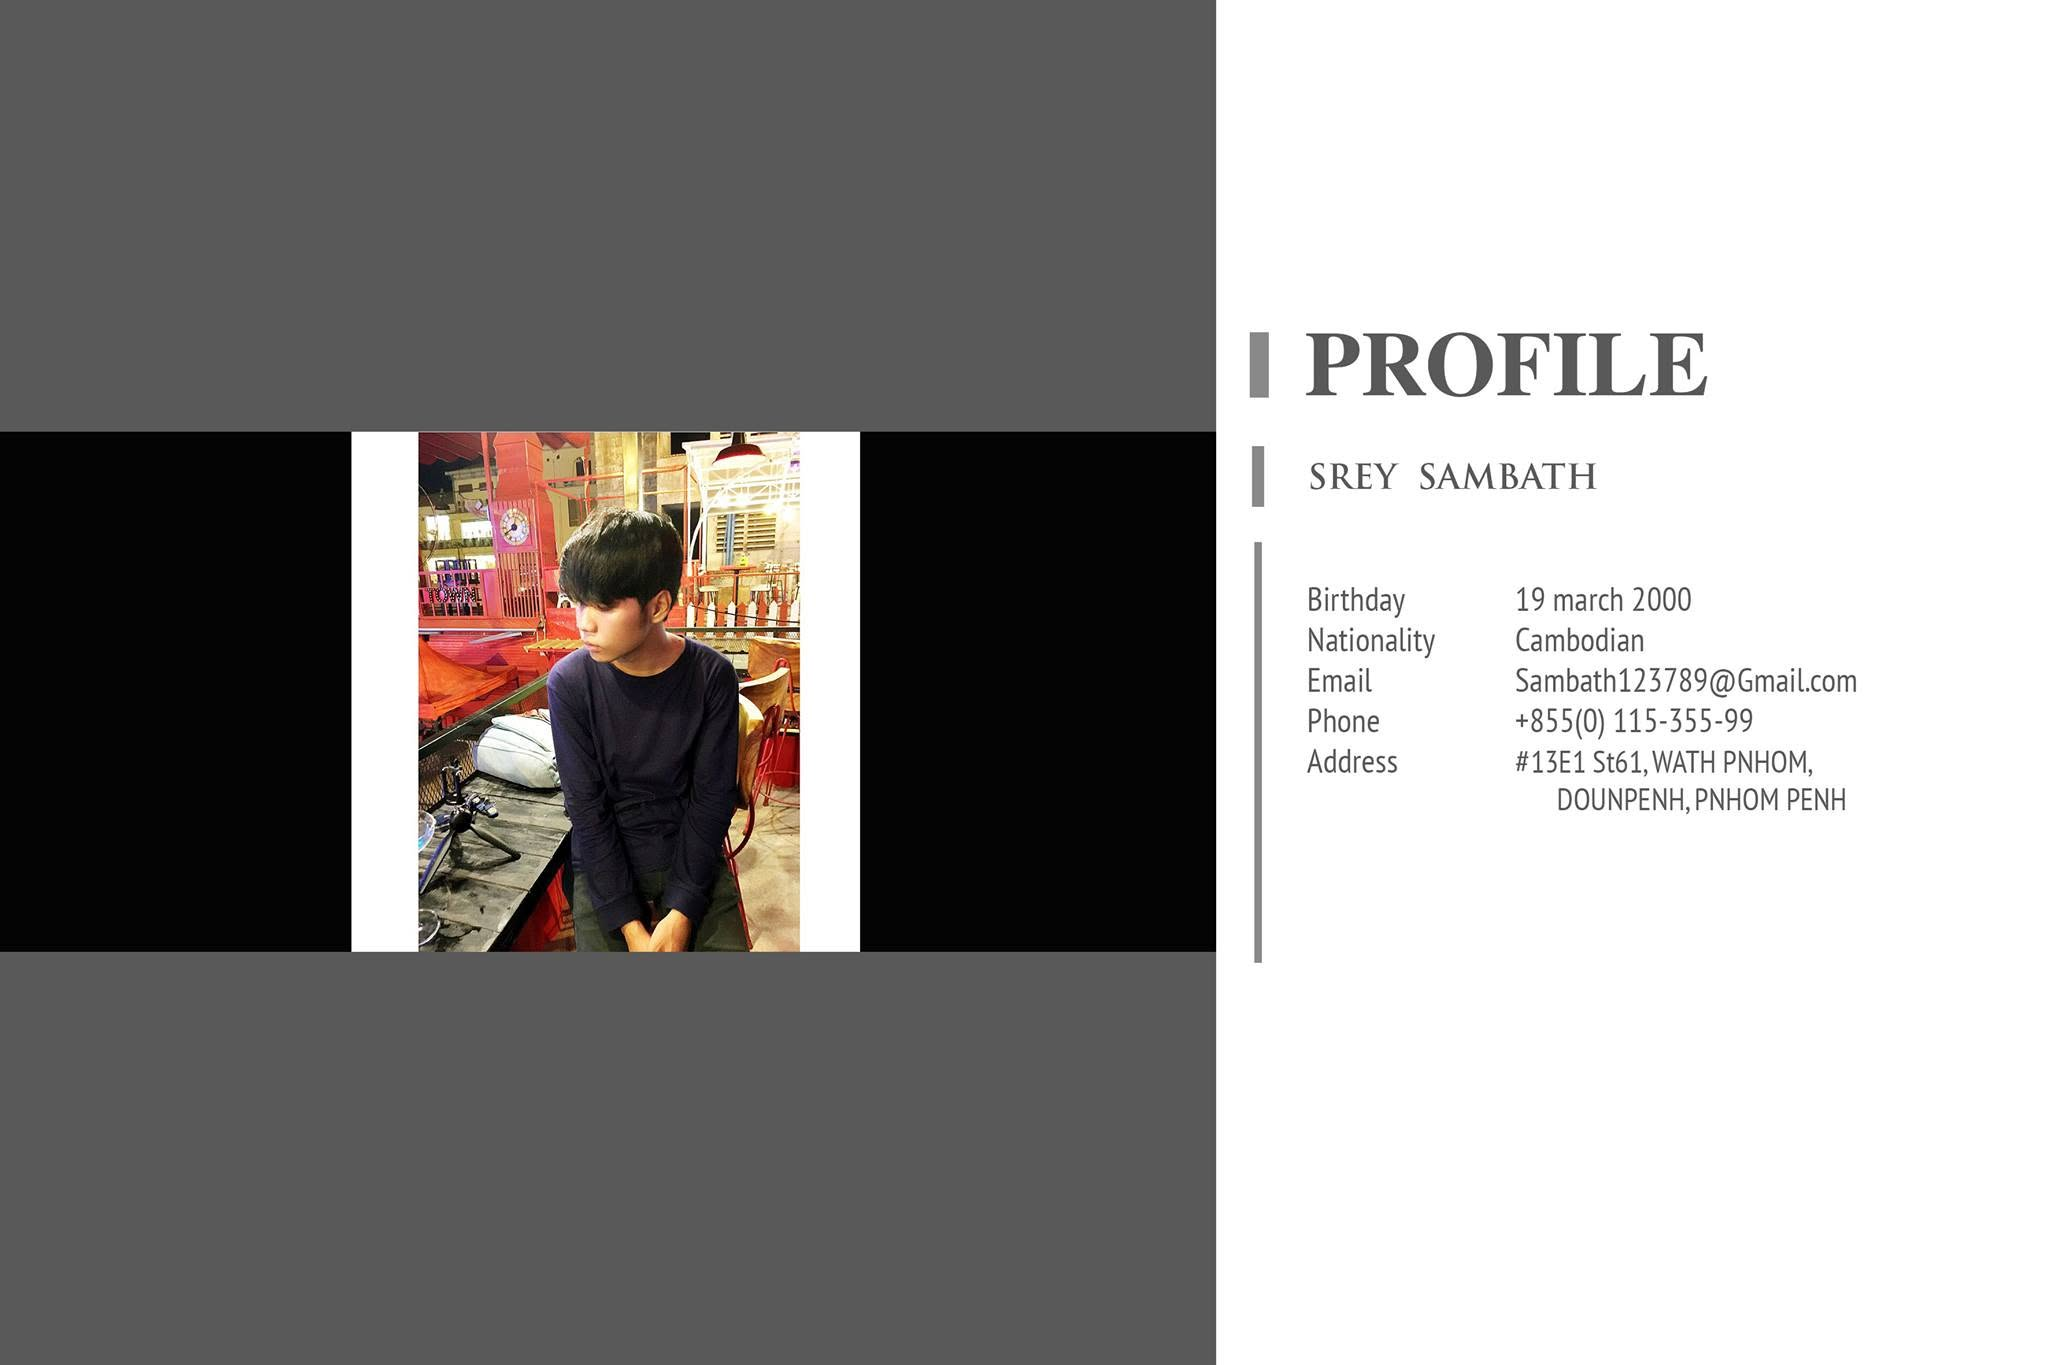 PROFILE
SREY SAMBATH
Birthday 19 march 2000
Nationality Cambodian
Email Sambath123789@Gmail.com
Phone +855(0) 115-355-99
Address #13E1 St61, WATH PNHOM,
DOUNPENH, PNHOM PENH